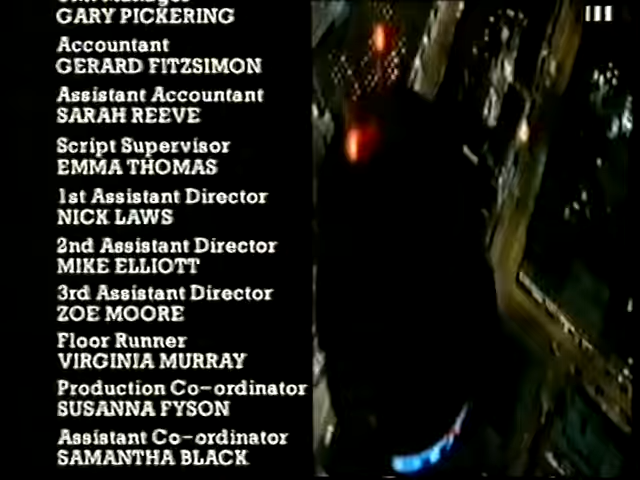 GARY PICKERING
Accountant
GERARD FITZSIMON
Assistant Accountant
SARAH REEVE
Script Supervisor
EMMA THOMAS
1st Assistant Director
NICK LAWS
2nd Assistant Director
MIKE ELLIOTT
3rd Assistant Director
ZOE MOORE
Floor Runner
VIRGINIA MURRAY
Production Co-ordinator
SUSANNA FYSON
Assistant Co-ordinator
SAMANTHA BLACK